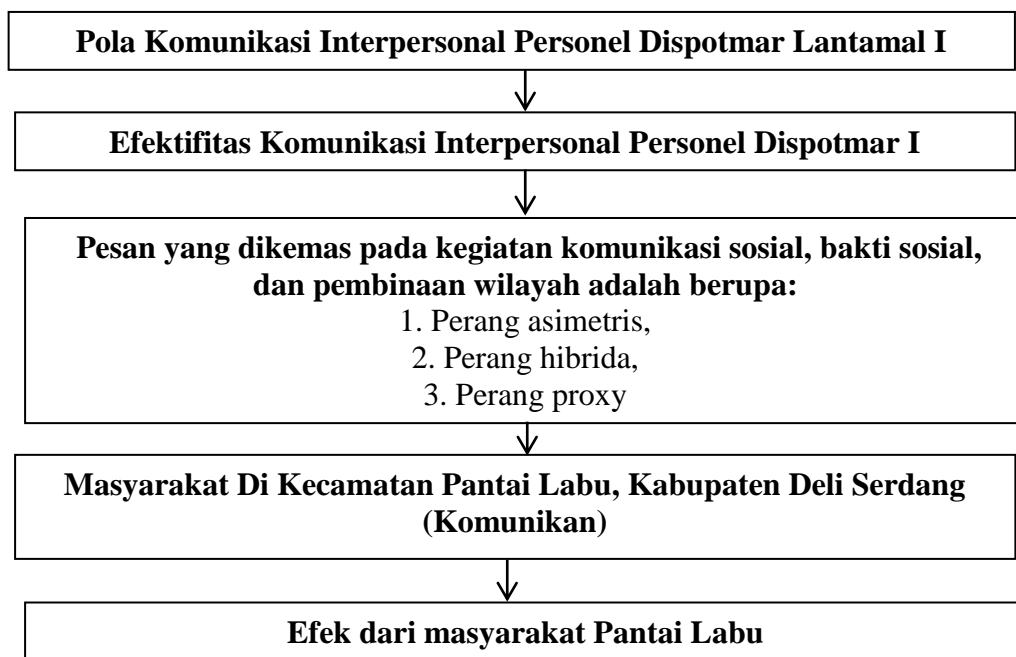 Pola Komunikasi Interpersonal Personel Dispotmar Lantamal I
Efektifitas Komunikasi Interpersonal Personel Dispotmar I
Pesan yang dikemas pada kegiatan komunikasi sosial, bakti sosial,
dan pembinaan wilayah adalah berupa:
1. Perang asimetris,
2. Perang hibrida,
3. Perang proxy
Masyarakat Di Kecamatan Pantai Labu, Kabupaten Deli Serdang
(Komunikan)
Efek dari masyarakat Pantai Labu